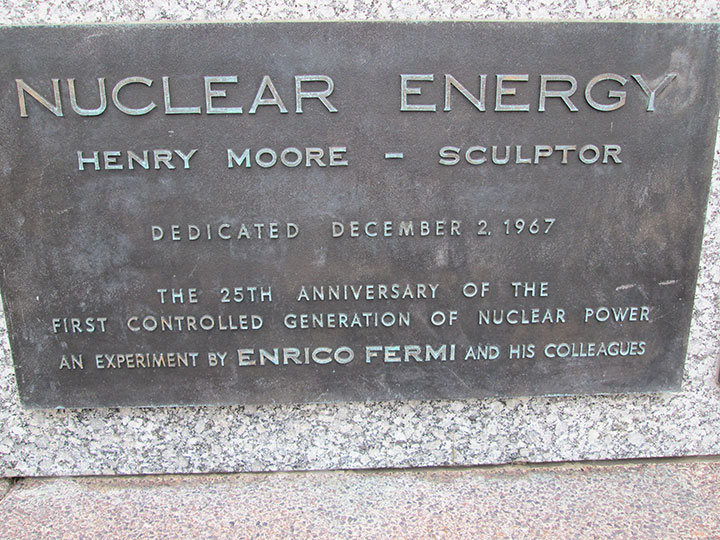 NUCLEAR ENERGY
HENRY MOORE – SCULPTOR
DEDICATED DECEMBER 2, 1967
THE 25TH ANNIVERSARY OF THE
FIRST CONTROLLED GENERATION OF NUCLEAR POWER
AN EXPERIMENT BY ENRICO FERMI AND HIS COLLEAGUES